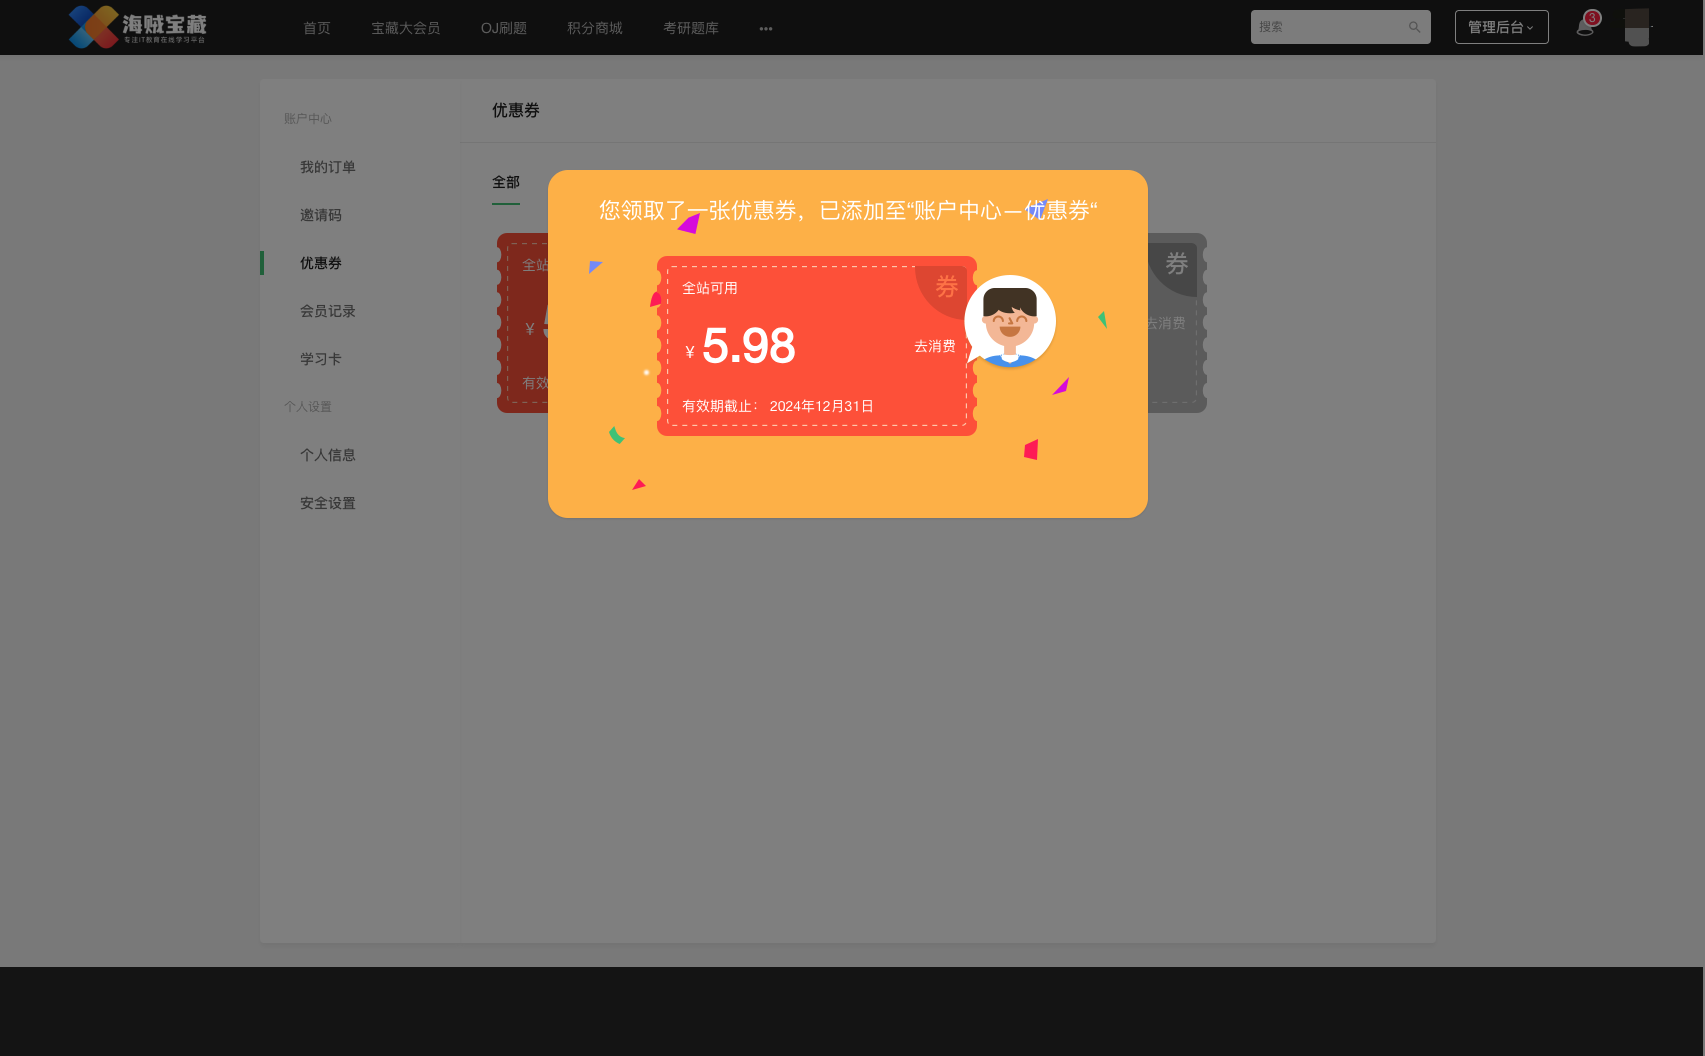 海贼宝藏
专注IT教育在线学习平台
首页 宝藏大会员 OJ刷题 积分商城 考研题库 •••
搜索
管理后台
3
账户中心
我的订单
邀请码
优惠券
会员记录
学习卡
个人设置
个人信息
安全设置
优惠券
全部
您领取了一张优惠券，已添加至“账户中心—优惠券“
全站可用
券
¥ 5.98
去消费
有效期截止： 2024年12月31日
全站
¥
有效
券
去消费